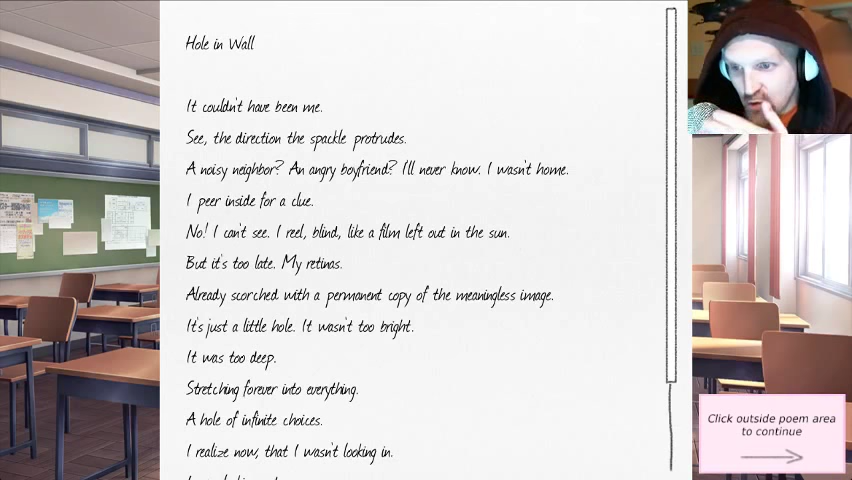 Hole in Wall
It couldn't have been me.
See, the direction the spackle protrudes.
A noisy neighbor? An angry boyfriend? I'll never know. I wasn't home.
I peer inside for a clue.
No! I can't see. I reel, blind, like a film left out in the sun.
But it's too late. My retinas.
Already scorched with a permanent copy of the meaningless image.
It's just a little hole. It wasn't too bright.
It was too deep.
Stretching forever into everything.
A hole of infinite choices.
I realize now, that I wasn't looking in.
Click outside poem area
to continue